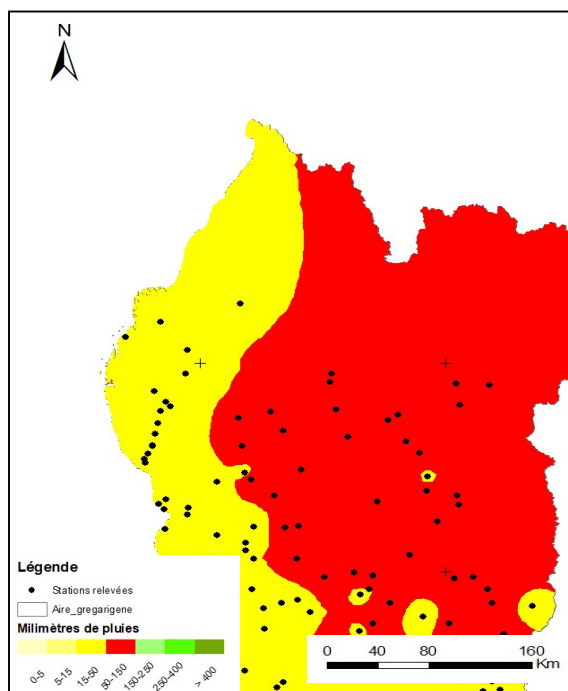 N
Légende
Stations relevées
Aire_gregarigene
Milimètres de pluies
0-5 5-15 15-50 50-150 150-250 250-400 > 400
0 40 80 160
Km